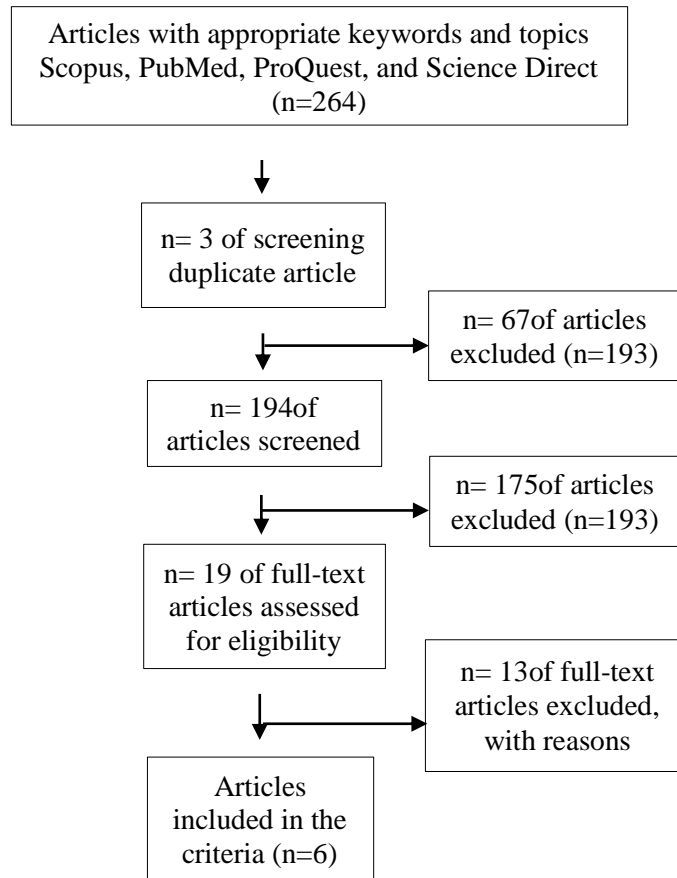 Articles with appropriate keywords and topics
Scopus, PubMed, ProQuest, and Science Direct
(n=264)
n= 3 of screening
duplicate article
n= 67of articles
excluded (n=193)
n= 194of
articles screened
n= 175of articles
excluded (n=193)
n= 19 of full-text
articles assessed
for eligibility
n= 13of full-text
articles excluded,
with reasons
Articles
included in the
criteria (n=6)